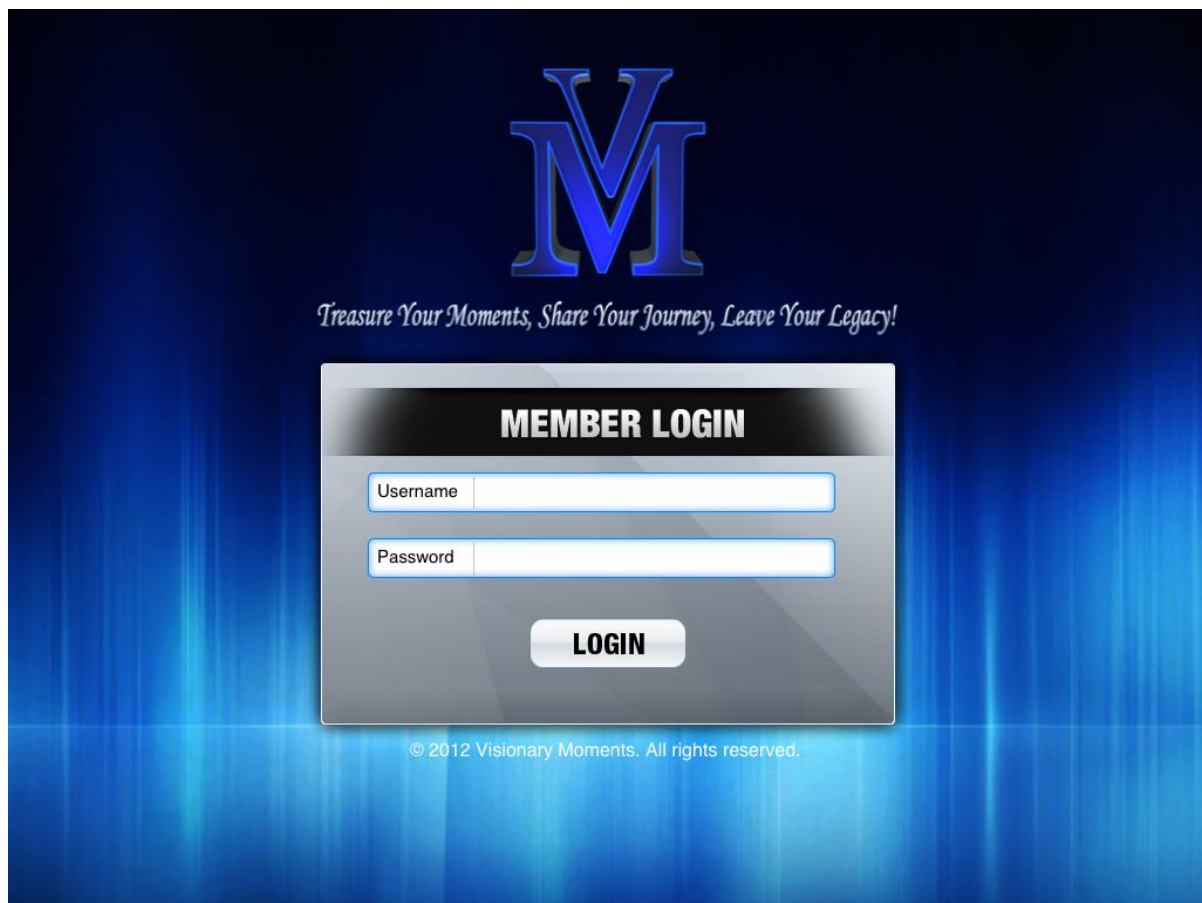 VM
Treasure Your Moments, Share Your Journey, Leave Your Legacy!
MEMBER LOGIN
Username
Password
LOGIN
© 2012 Visionary Moments. All rights reserved.